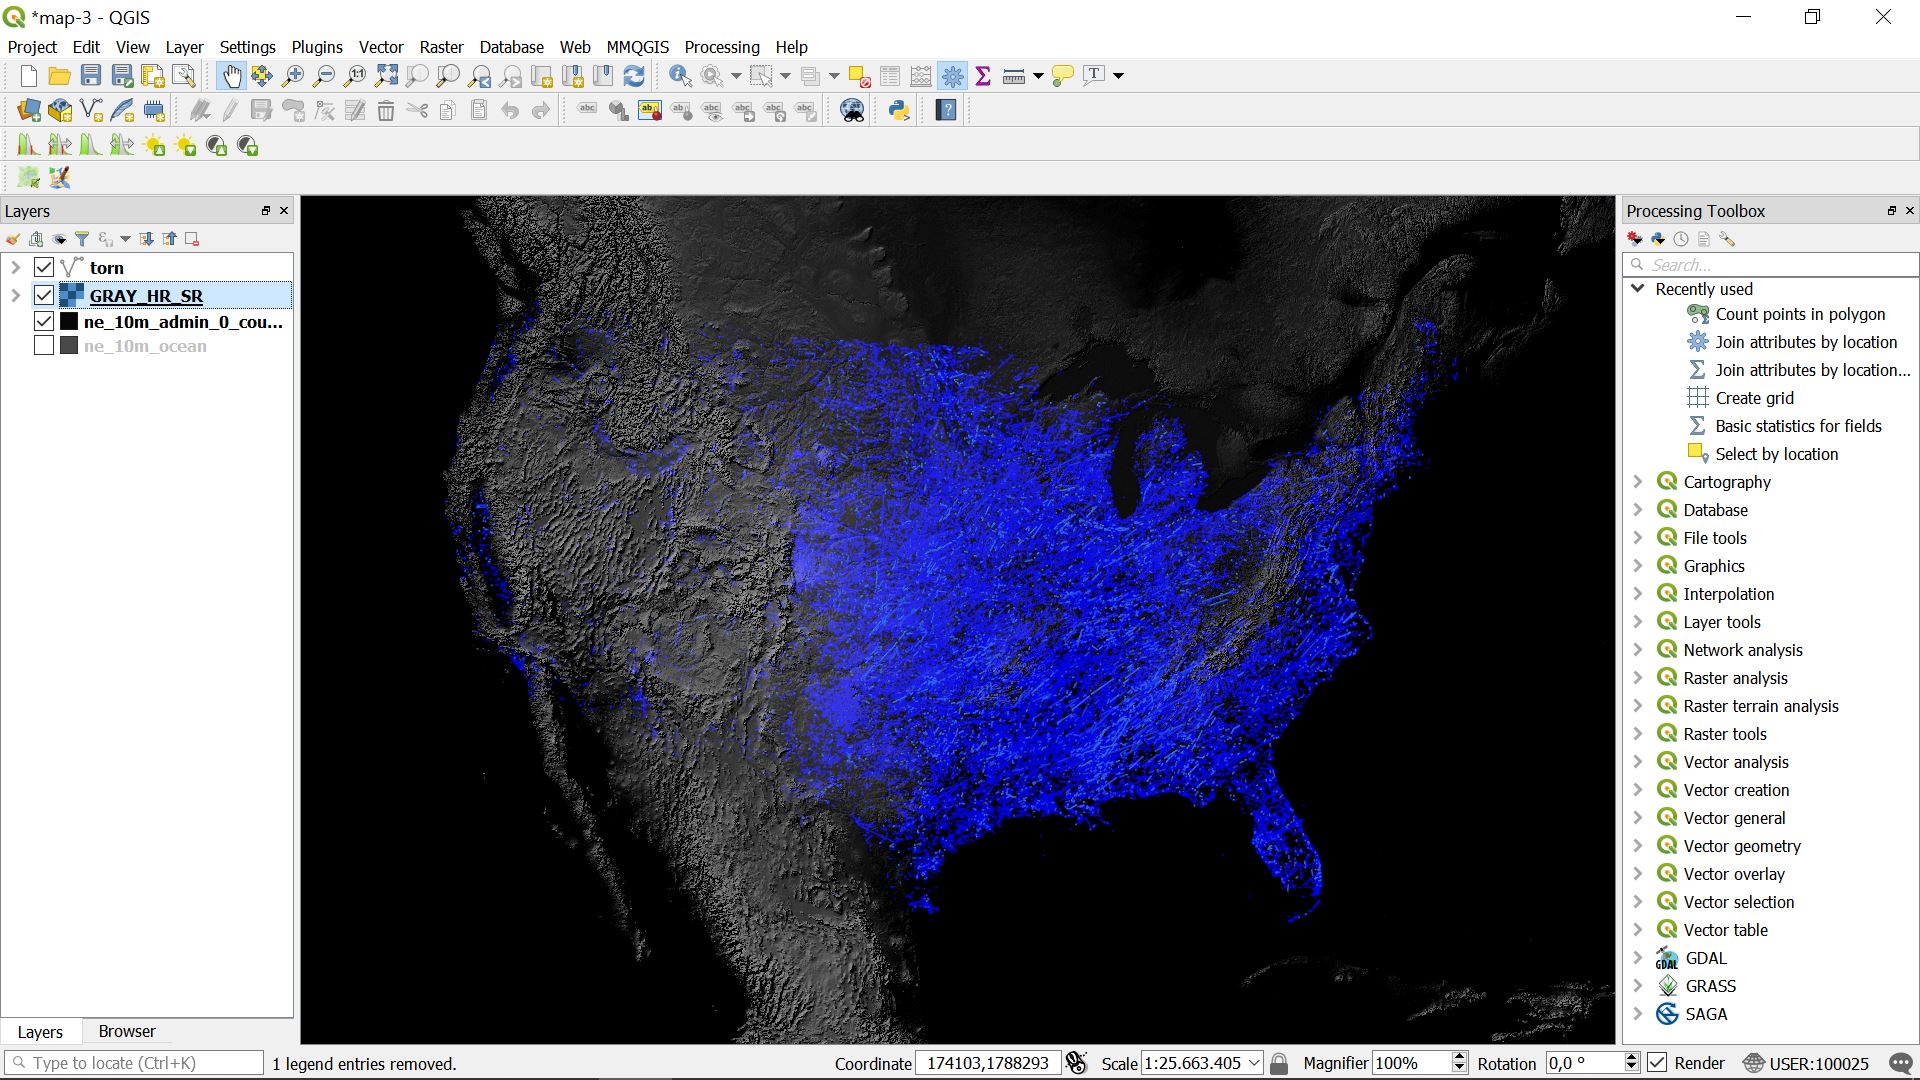 *map-3 - QGIS
Project Edit View Layer Settings Plugins Vector Raster Database Web MMQGIS Processing Help
Layers
torn
GRAY_HR_SR
ne_10m_admin_0_cou...
ne_10m_ocean
Layers Browser
Processing Toolbox
Search...
Recently used
Count points in polygon
Join attributes by location
Join attributes by location...
Create grid
Basic statistics for fields
Select by location
Cartography
Database
File tools
Graphics
Interpolation
Layer tools
Network analysis
Raster analysis
Raster terrain analysis
Raster tools
Vector analysis
Vector creation
Vector general
Vector geometry
Vector overlay
Vector selection
Vector table
GDAL
GDAL
GRASS
SAGA
Type to locate (Ctrl+K) 1 legend entries removed. Coordinate 174103,1788293 Scale 1:25.663.405 Magnifier 100% Rotation 0,0 ° Render USER:100025